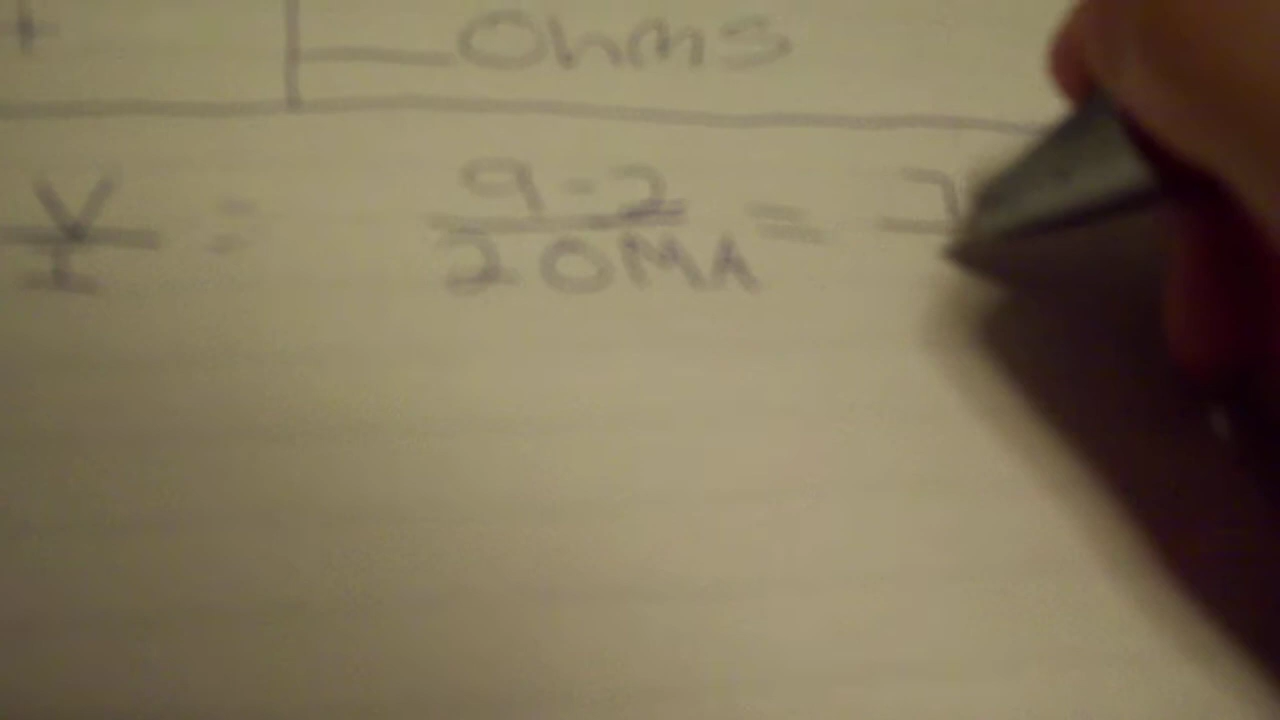 +
Ohms
V = 9-2 = 7
I 20MA